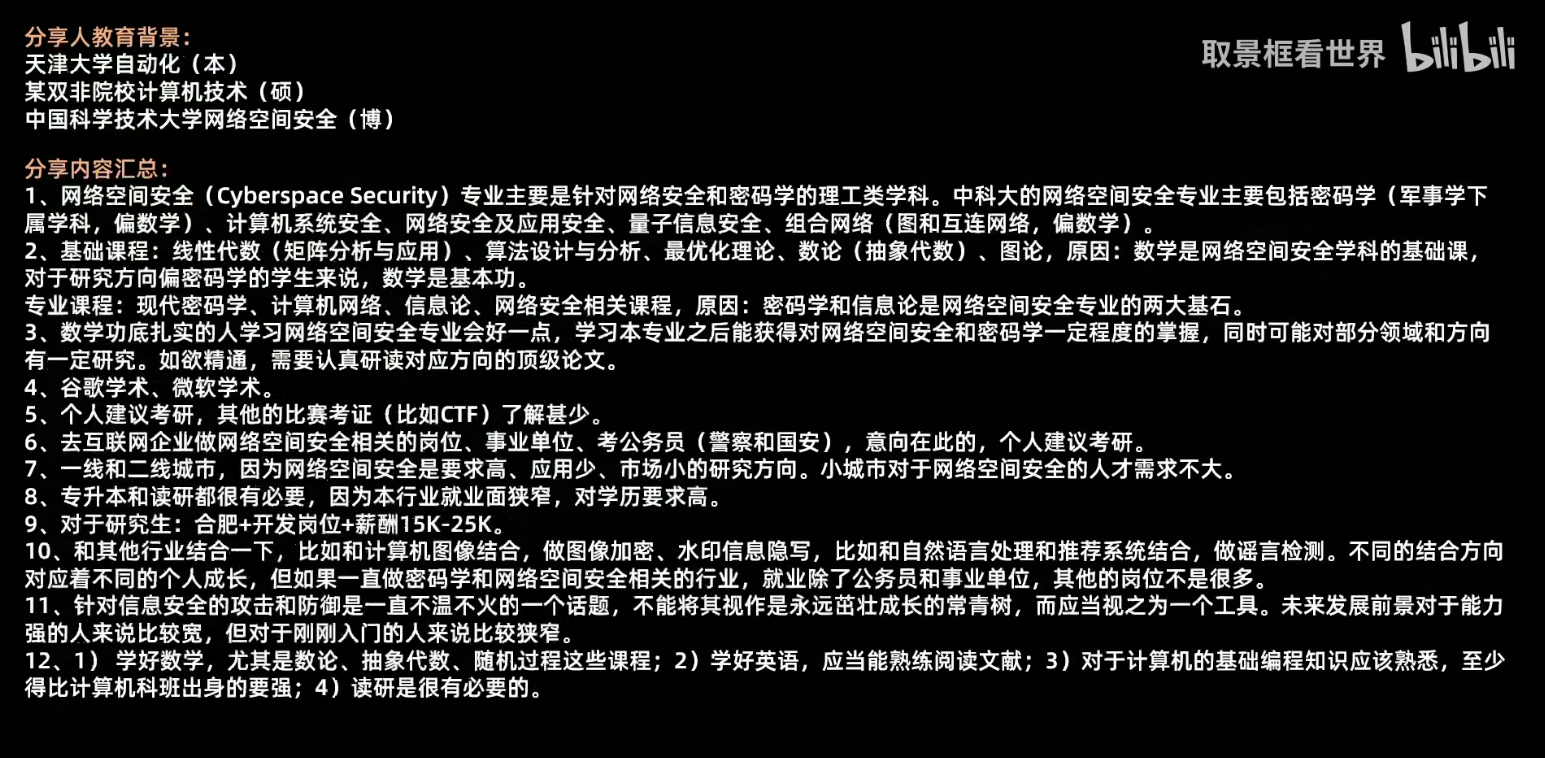 分享人教育背景：
取景框看世界 bilibili
天津大学自动化（本）
某双非院校计算机技术（硕）
中国科学技术大学网络空间安全（博）
分享内容汇总：
1、网络空间安全（Cyberspace Security）专业主要是针对网络安全和密码学的理工类学科。中科大的网络空间安全专业主要包括密码学（军事学下
属学科，偏数学）、计算机系统安全、网络安全及应用安全、量子信息安全、组合网络（图和互连网络，偏数学）。
2、基础课程：线性代数（矩阵分析与应用）、算法设计与分析、最优化理论、数论（抽象代数）、图论，原因：数学是网络空间安全学科的基础课，
对于研究方向偏密码学的学生来说，数学是基本功。
专业课程：现代密码学、计算机网络、信息论、网络安全相关课程，原因：密码学和信息论是网络空间安全专业的两大基石。
3、数学功底扎实的人学习网络空间安全专业会好一点，学习本专业之后能获得对网络空间安全和密码学一定程度的掌握，同时可能对部分领域和方向
有一定研究。如欲精通，需要认真研读对应方向的顶级论文。
4、谷歌学术、微软学术。
5、个人建议考研，其他的比赛考证（比如CTF）了解甚少。
6、去互联网企业做网络空间安全相关的岗位、事业单位、考公务员（警察和国安），意向在此的，个人建议考研。
7、一线和二线城市，因为网络空间安全是要求高、应用少、市场小的研究方向。小城市对于网络空间安全的人才需求不大。
8、专升本和读研都很有必要，因为本行业就业面狭窄，对学历要求高。
9、对于研究生：合肥+开发岗位+薪酬15K-25K。
10、和其他行业结合一下，比如和计算机图像结合，做图像加密、水印信息隐写，比如和自然语言处理和推荐系统结合，做谣言检测。不同的结合方向
对应着不同的个人成长，但如果一直做密码学和网络空间安全相关的行业，就业除了公务员和事业单位，其他的岗位不是很多。
11、针对信息安全的攻击和防御是一直不温不火的一个话题，不能将其视作是永远茁壮成长的常青树，而应当视之为一个工具。未来发展前景对于能力
强的人来说比较宽，但对于刚刚入门的人来说比较狭窄。
12、1） 学好数学，尤其是数论、抽象代数、随机过程这些课程；2）学好英语，应当能熟练阅读文献；3）对于计算机的基础编程知识应该熟悉，至少
得比计算机科班出身的要强；4）读研是很有必要的。